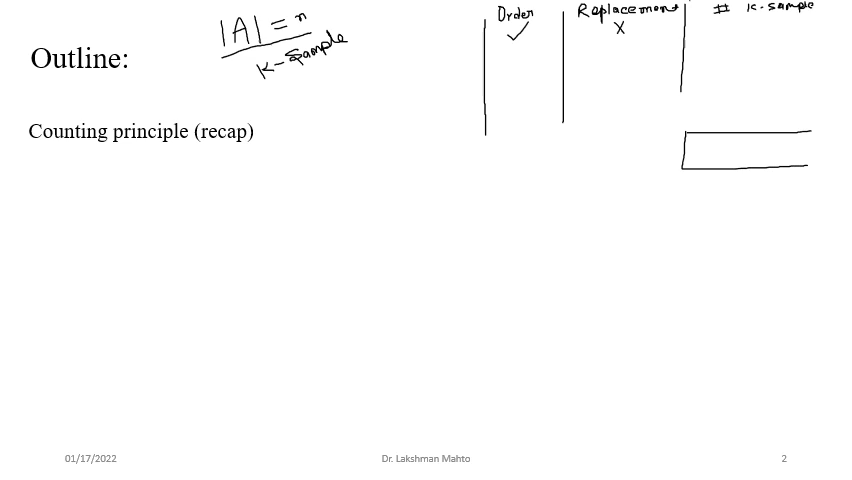 |A| = n
K-Sample
Order Replacement # K-sample
✓ X
Outline:
Counting principle (recap)
01/17/2022 Dr. Lakshman Mahto 2